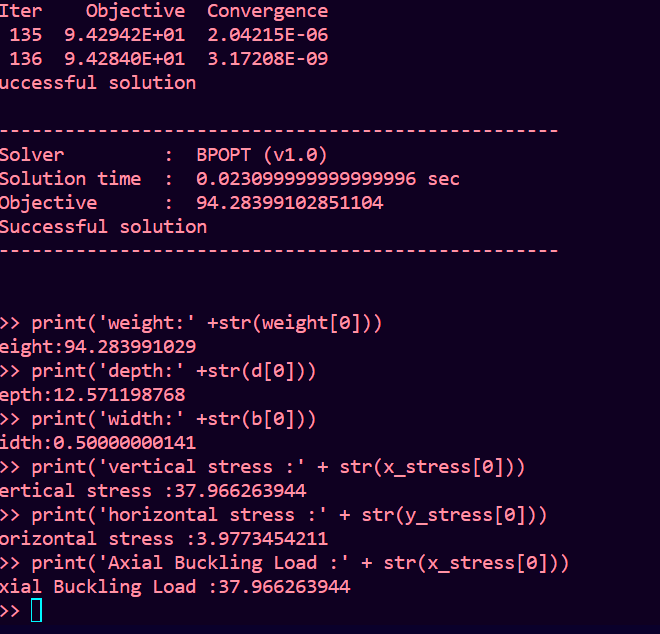 Iter    Objective  Convergence
 135  9.42942E+01  2.04215E-06
 136  9.42840E+01  3.17208E-09
uccessful solution
---------------------------------------------------
Solver         :  BPOPT (v1.0)
Solution time  :  0.023099999999999996 sec
Objective      :  94.28399102851104
Successful solution
---------------------------------------------------
>> print('weight:' +str(weight[0]))
eight:94.283991029
>> print('depth:' +str(d[0]))
epth:12.571198768
>> print('width:' +str(b[0]))
idth:0.50000000141
>> print('vertical stress :' + str(x_stress[0]))
ertical stress :37.966263944
>> print('horizontal stress :' + str(y_stress[0]))
orizontal stress :3.9773454211
>> print('Axial Buckling Load :' + str(x_stress[0]))
xial Buckling Load :37.966263944
>>